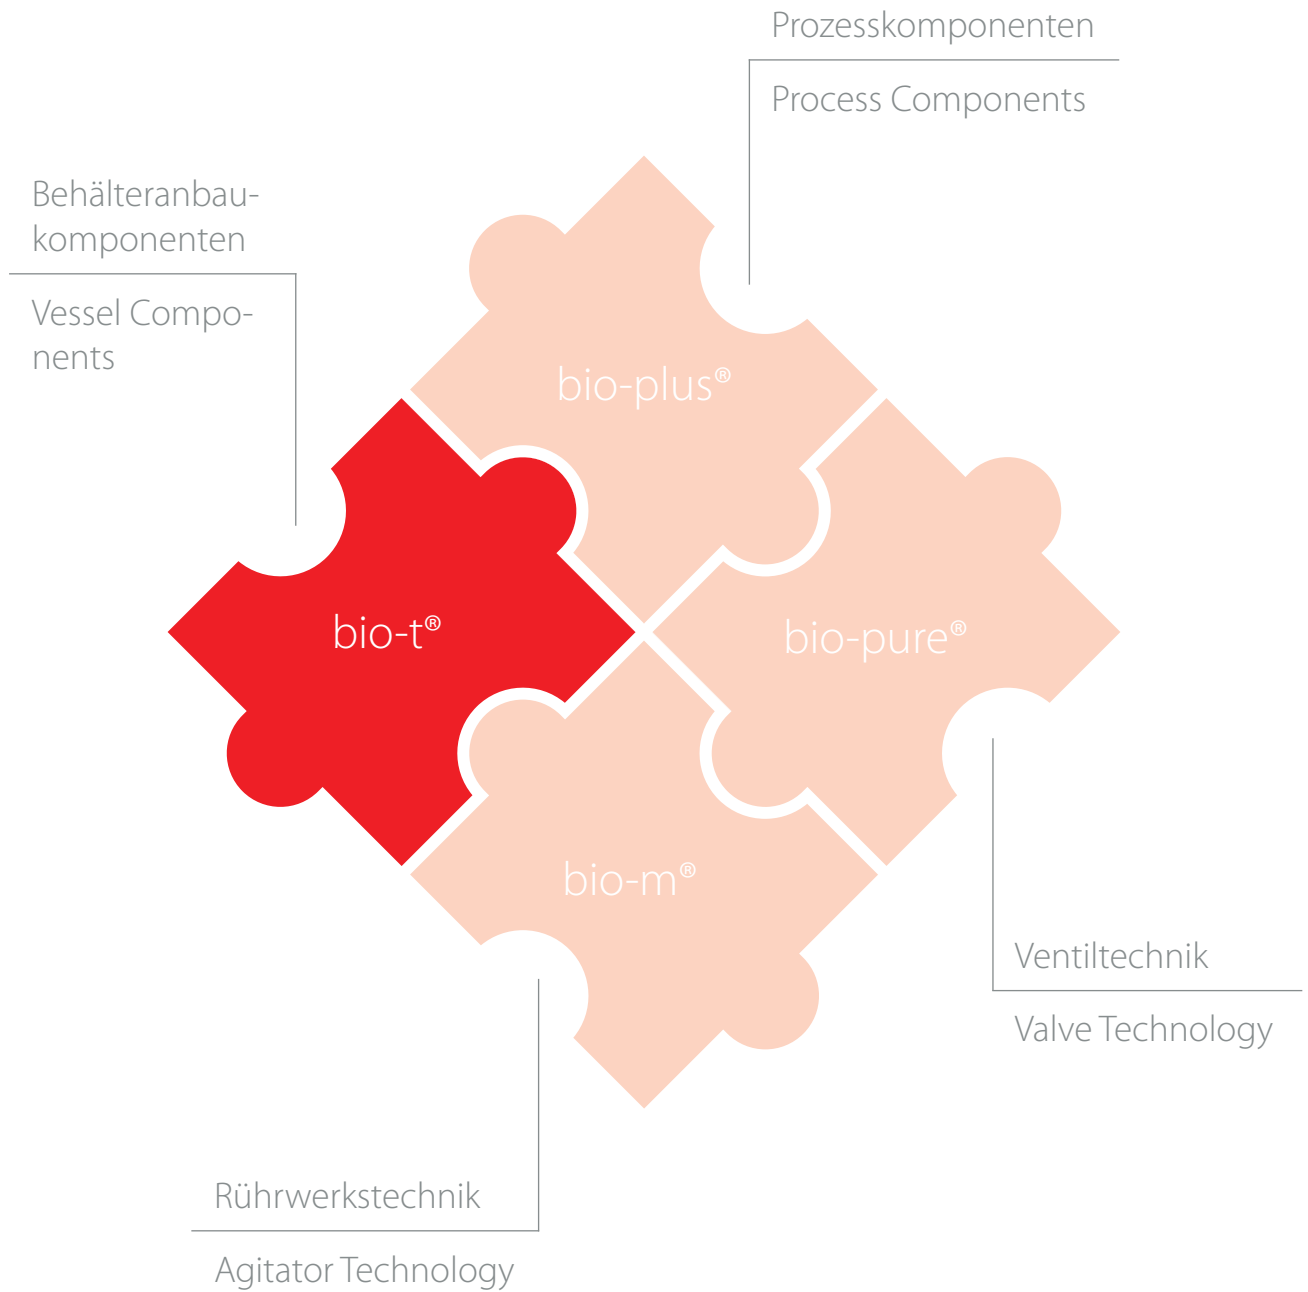 Prozesskomponenten
Process Components
Behälteranbau-
komponenten
Vessel Compo-
nents
bio-plus®
bio-t®
bio-pure®
bio-m®
Ventiltechnik
Valve Technology
Rührwerkstechnik
Agitator Technology